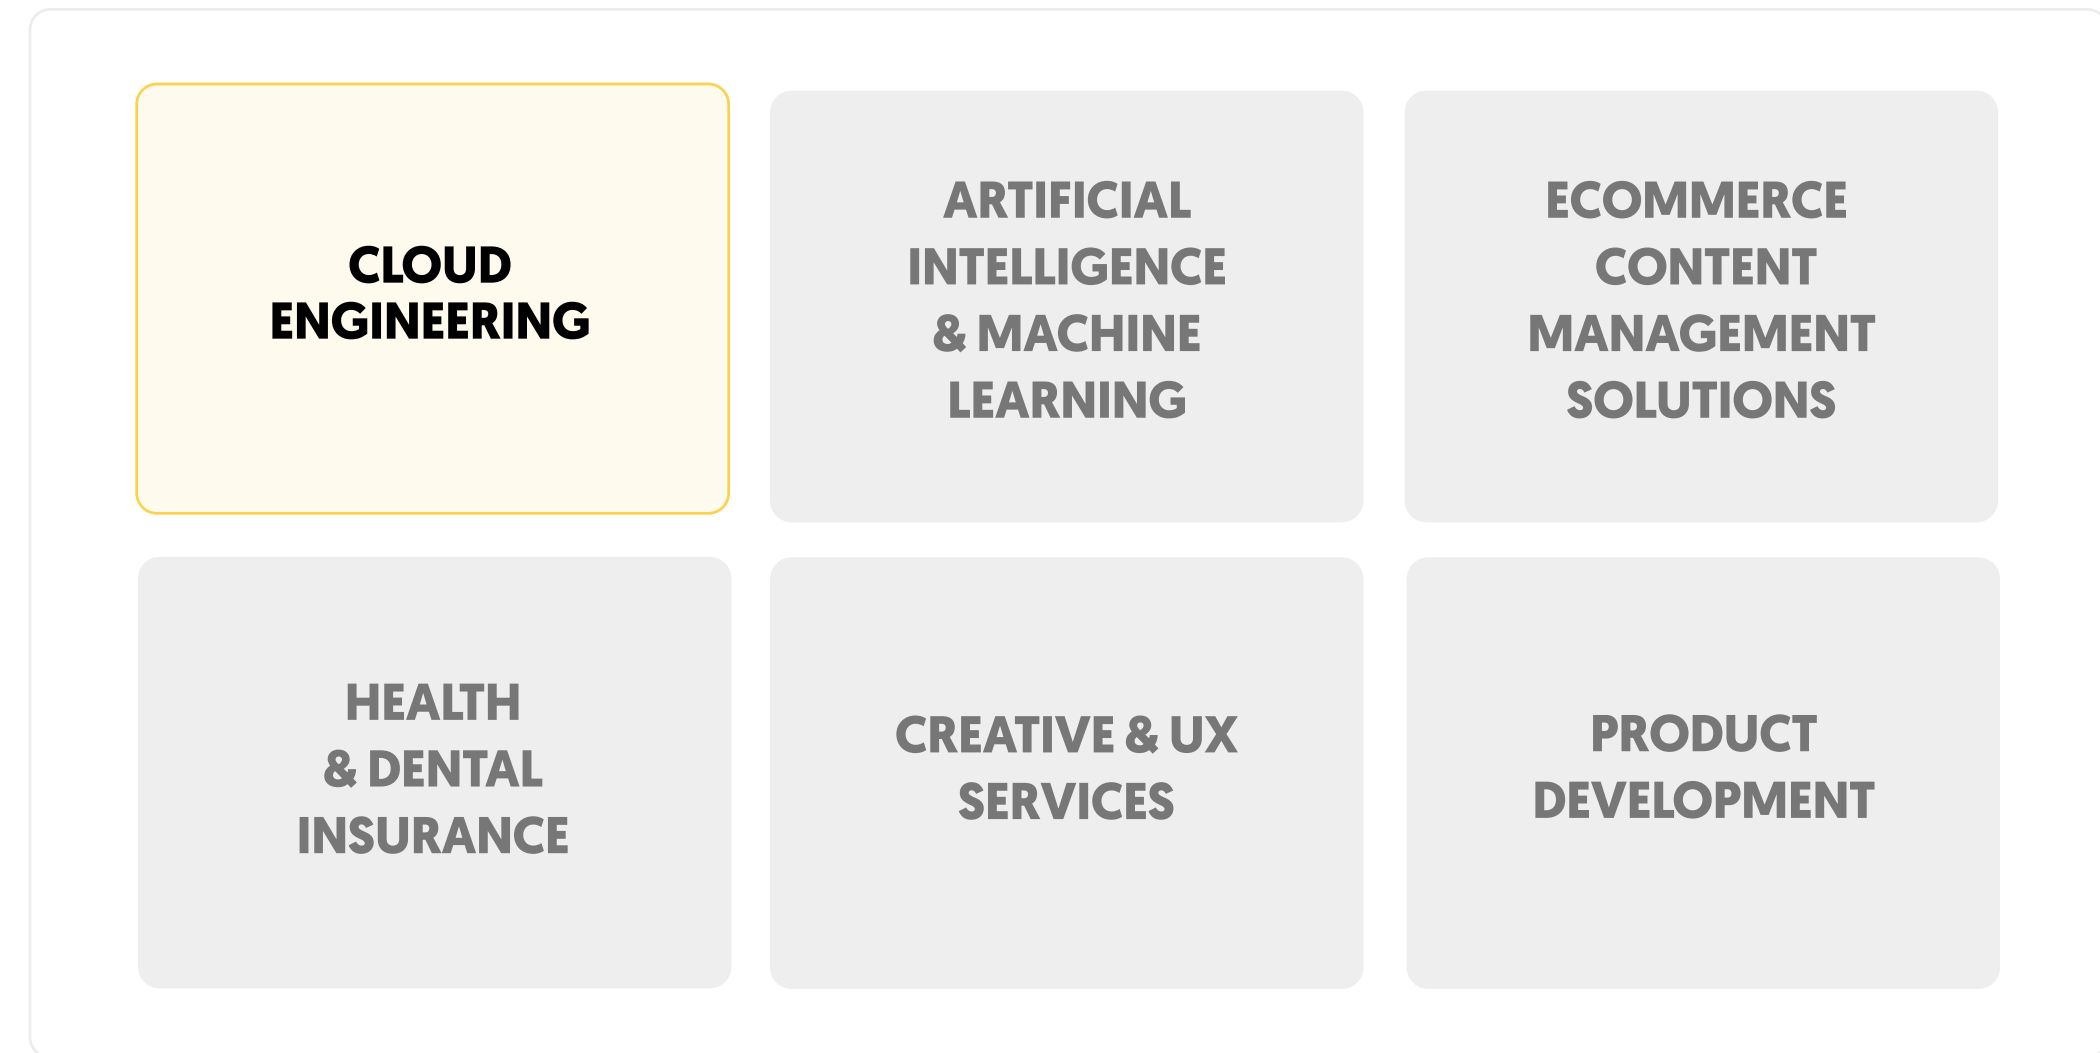 CLOUD
ENGINEERING
ARTIFICIAL
INTELLIGENCE
& MACHINE
LEARNING
ECOMMERCE
CONTENT
MANAGEMENT
SOLUTIONS
HEALTH
& DENTAL
INSURANCE
CREATIVE & UX
SERVICES
PRODUCT
DEVELOPMENT